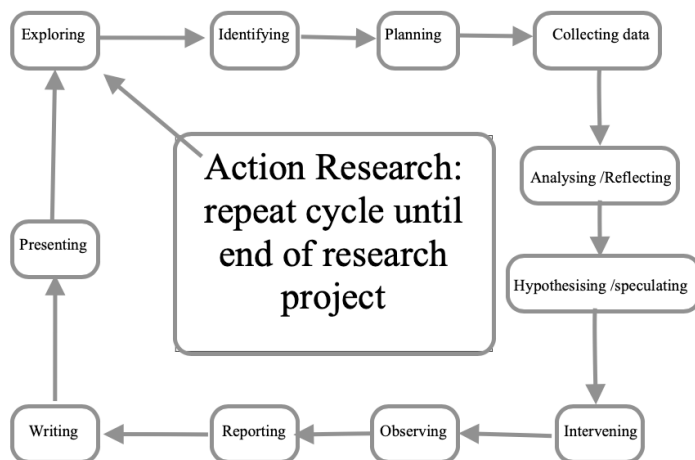 Exploring
Identifying
Planning
Collecting data
Action Research:
repeat cycle until
end of research
project
Analysing /Reflecting
Presenting
Hypothesising /speculating
Writing
Reporting
Observing
Intervening